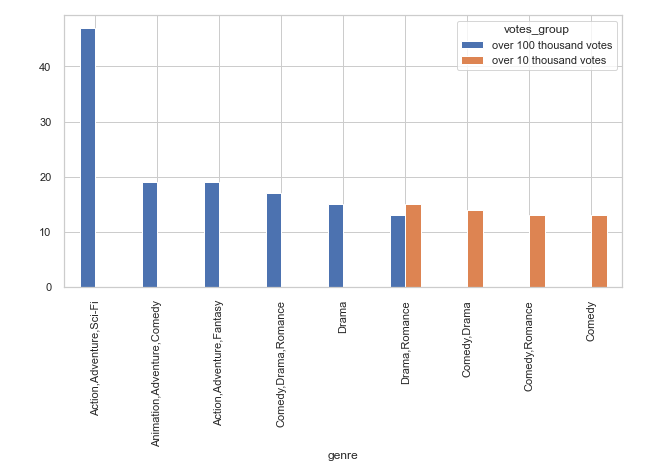 votes_group
over 100 thousand votes
over 10 thousand votes
40
30
20
10
0
Action,Adventure,Sci-Fi
Animation,Adventure,Comedy
Action,Adventure,Fantasy
Comedy,Drama,Romance
Drama
Drama,Romance
Comedy,Drama
Comedy,Romance
Comedy
genre